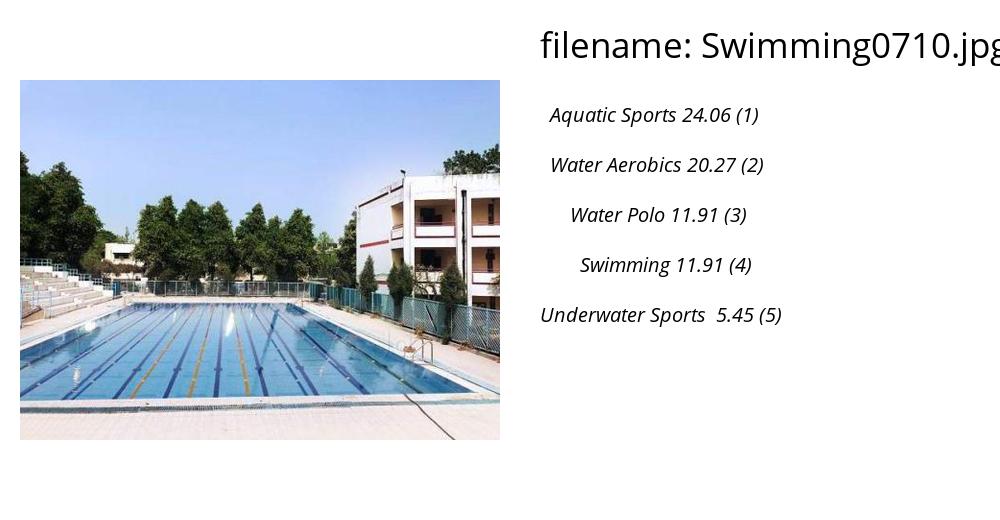 filename: Swimming0710.jpg
Aquatic Sports 24.06 (1)
Water Aerobics 20.27 (2)
Water Polo 11.91 (3)
Swimming 11.91 (4)
Underwater Sports  5.45 (5)